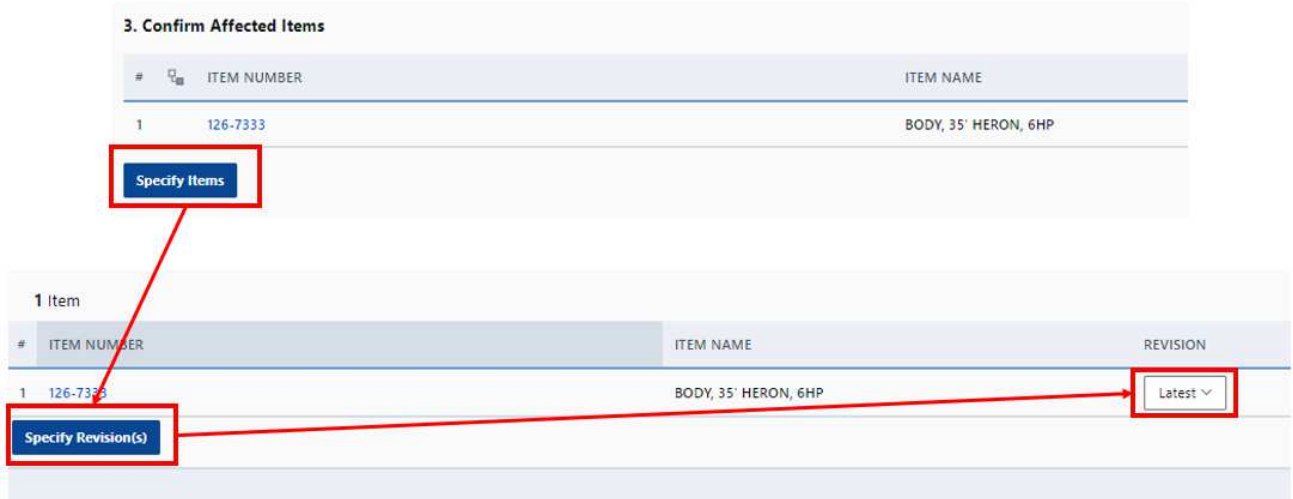 3. Confirm Affected Items
# ITEM NUMBER ITEM NAME
1 126-7333 BODY, 35' HERON, 6HP
Specify Items
1 Item
# ITEM NUMBER ITEM NAME REVISION
1 126-7333 BODY, 35' HERON, 6HP Latest
Specify Revision(s)